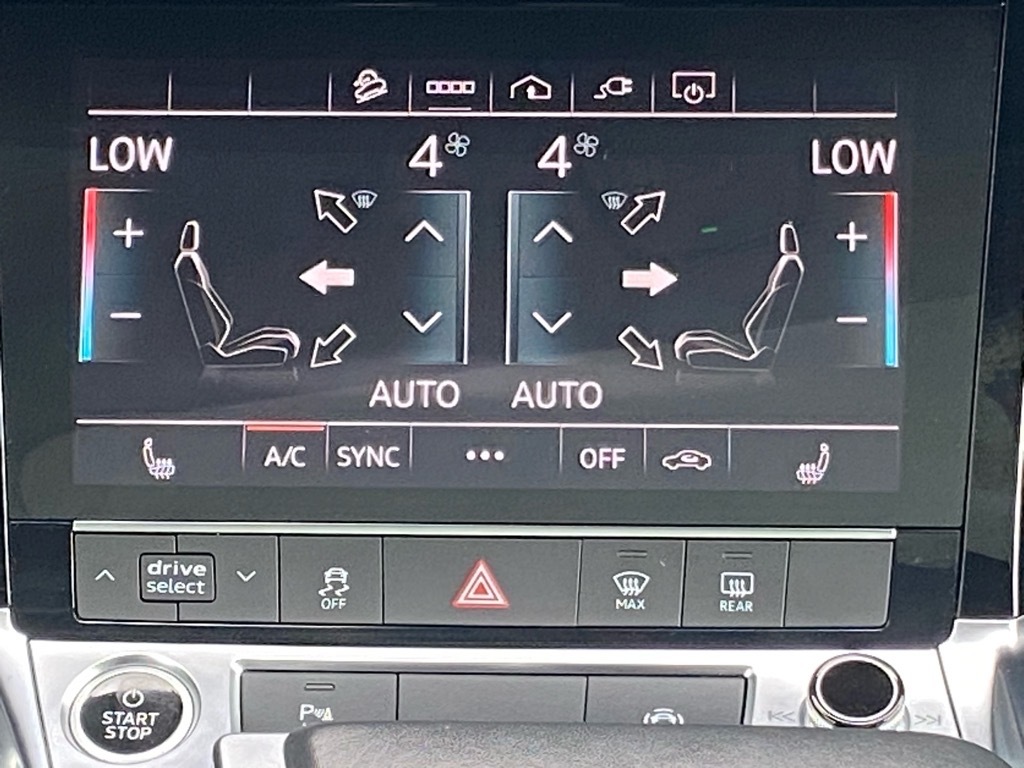 LOW 4 4 LOW
+ +
− −
AUTO AUTO
A/C SYNC ••• OFF
drive
select
OFF MAX REAR
START
STOP
P